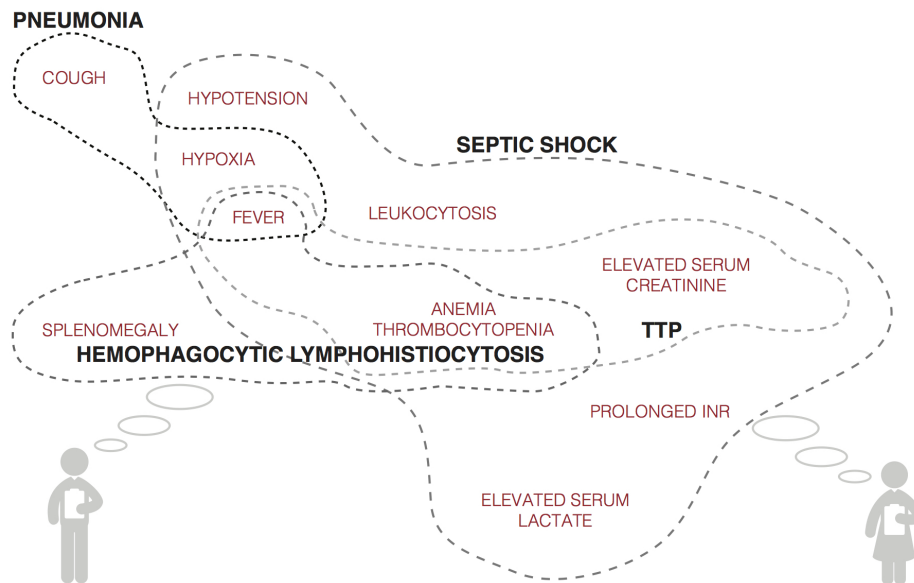 PNEUMONIA
COUGH
HYPOTENSION
SEPTIC SHOCK
HYPOXIA
FEVER
LEUKOCYTOSIS
ELEVATED SERUM
CREATININE
ANEMIA
SPLENOMEGALY
THROMBOCYTOPENIA
TTP
HEMOPHAGOCYTIC LYMPHOHISTIOCYTOSIS
PROLONGED INR
ELEVATED SERUM
LACTATE